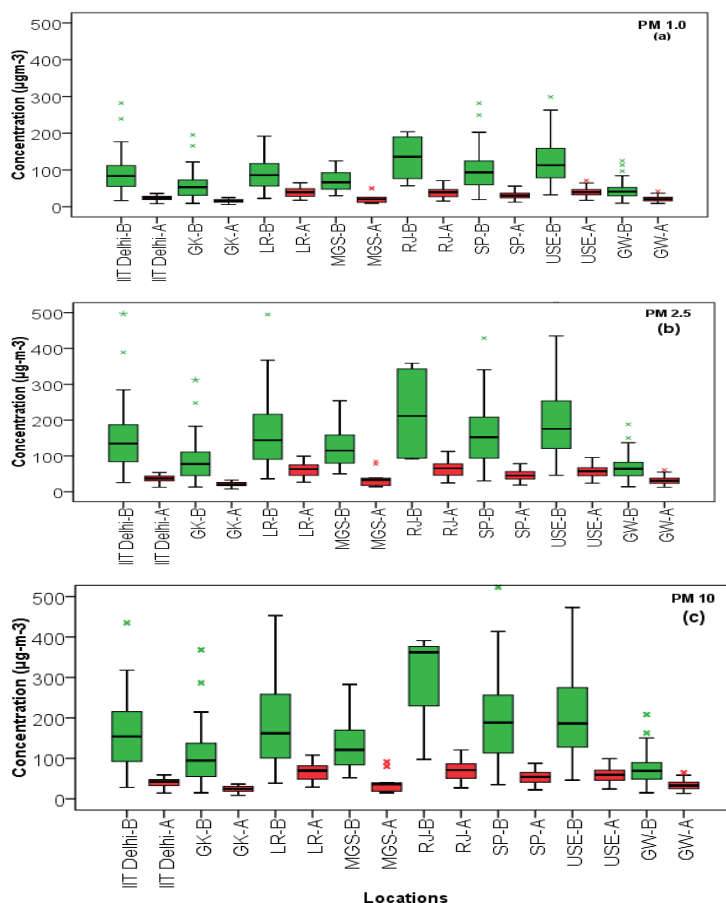 PM 1.0
(a)
Concentration (µgm-3)
500
400
300
200
100
0
IIT Delhi-B
IIT Delhi-A
GK-B
GK-A
LR-B
LR-A
MGS-B
MGS-A
RJ-B
RJ-A
SP-B
SP-A
USE-B
USE-A
GW-B
GW-A
PM 2.5
(b)
Concentration (µg-m-3)
500
400
300
200
100
0
IIT Delhi-B
IIT Delhi-A
GK-B
GK-A
LR-B
LR-A
MGS-B
MGS-A
RJ-B
RJ-A
SP-B
SP-A
USE-B
USE-A
GW-B
GW-A
PM 10
(c)
Concentration (µg-m-3)
500
400
300
200
100
0
IIT Delhi-B
IIT Delhi-A
GK-B
GK-A
LR-B
LR-A
MGS-B
MGS-A
RJ-B
RJ-A
SP-B
SP-A
USE-B
USE-A
GW-B
GW-A
Locations